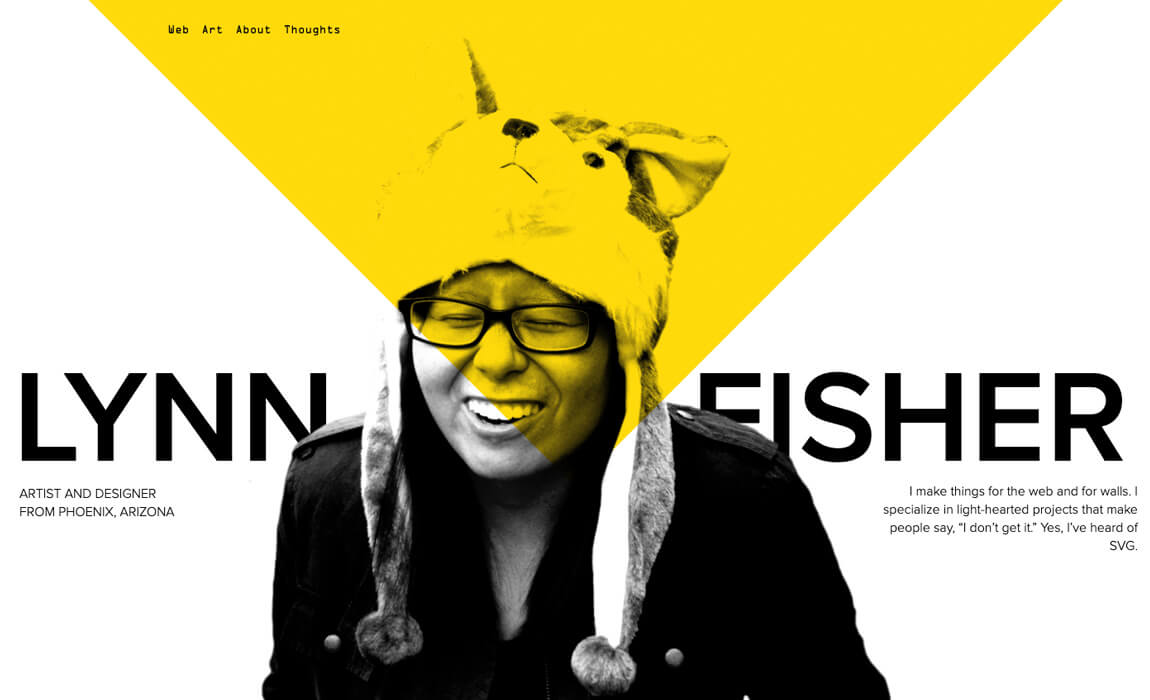 Web Art About Thoughts
LYNN FISHER
ARTIST AND DESIGNER
FROM PHOENIX, ARIZONA
I make things for the web and for walls. I
specialize in light-hearted projects that make
people say, “I don’t get it.” Yes, I’ve heard of
SVG.